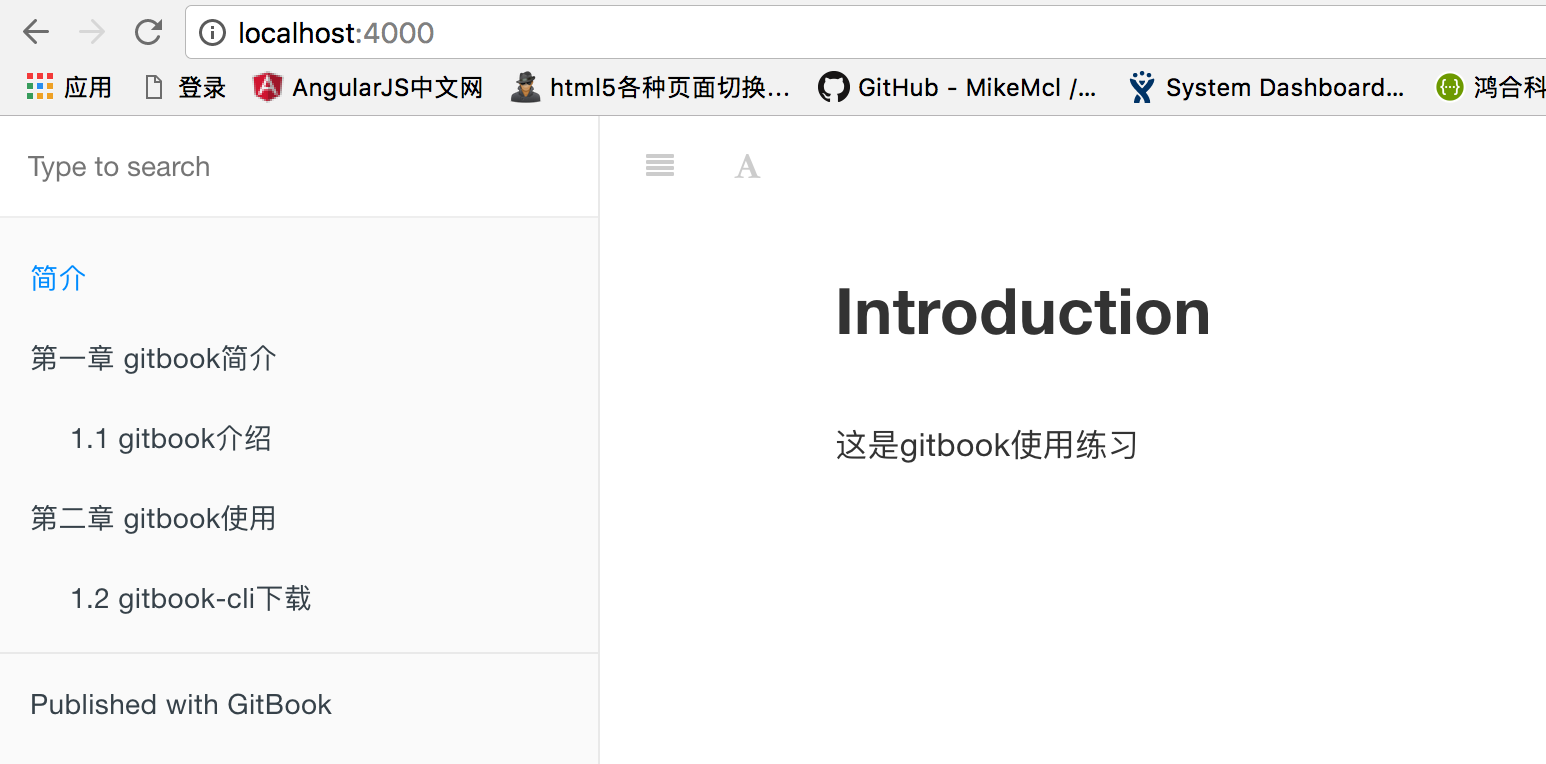 localhost:4000
应用 登录 AngularJS中文网 html5各种页面切换... GitHub - MikeMcl /... System Dashboard... 鸿合科
Type to search
A
简介
第一章 gitbook简介
1.1 gitbook介绍
第二章 gitbook使用
1.2 gitbook-cli下载
Published with GitBook
Introduction
这是gitbook使用练习